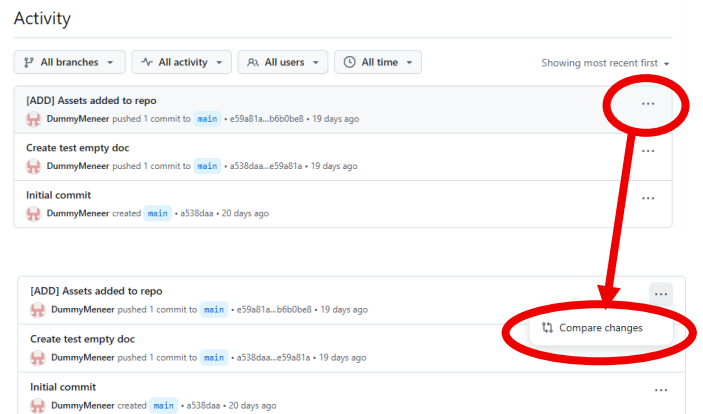 Activity
All branches All activity All users All time Showing most recent first
[ADD] Assets added to repo ...
DummyMeneer pushed 1 commit to main • e59a81a...b6b0be8 • 19 days ago
Create test empty doc ...
DummyMeneer pushed 1 commit to main • a538daa...e59a81a • 19 days ago
Initial commit ...
DummyMeneer created main • a538daa • 20 days ago
[ADD] Assets added to repo ...
DummyMeneer pushed 1 commit to main • e59a81a...b6b0be8 • 19 days ago
Compare changes
Create test empty doc
DummyMeneer pushed 1 commit to main • a538daa...e59a81a • 19 days ago
Initial commit ...
DummyMeneer created main • a538daa • 20 days ago